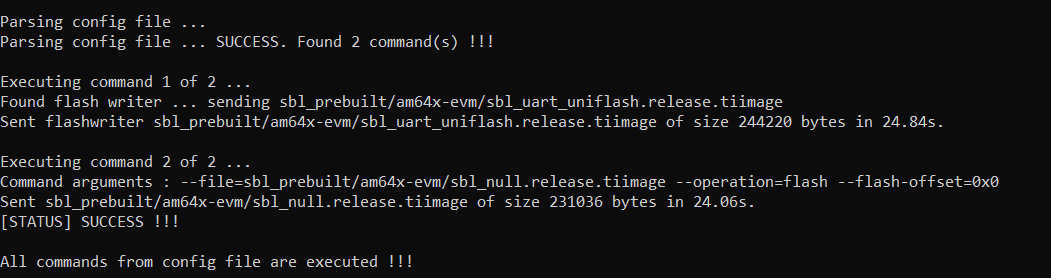 Parsing config file ...
Parsing config file ... SUCCESS. Found 2 command(s) !!!
Executing command 1 of 2 ...
Found flash writer ... sending sbl_prebuilt/am64x-evm/sbl_uart_uniflash.release.tiimage
Sent flashwriter sbl_prebuilt/am64x-evm/sbl_uart_uniflash.release.tiimage of size 244220 bytes in 24.84s.
Executing command 2 of 2 ...
Command arguments : --file=sbl_prebuilt/am64x-evm/sbl_null.release.tiimage --operation=flash --flash-offset=0x0
Sent sbl_prebuilt/am64x-evm/sbl_null.release.tiimage of size 231036 bytes in 24.06s.
[STATUS] SUCCESS !!!
All commands from config file are executed !!!